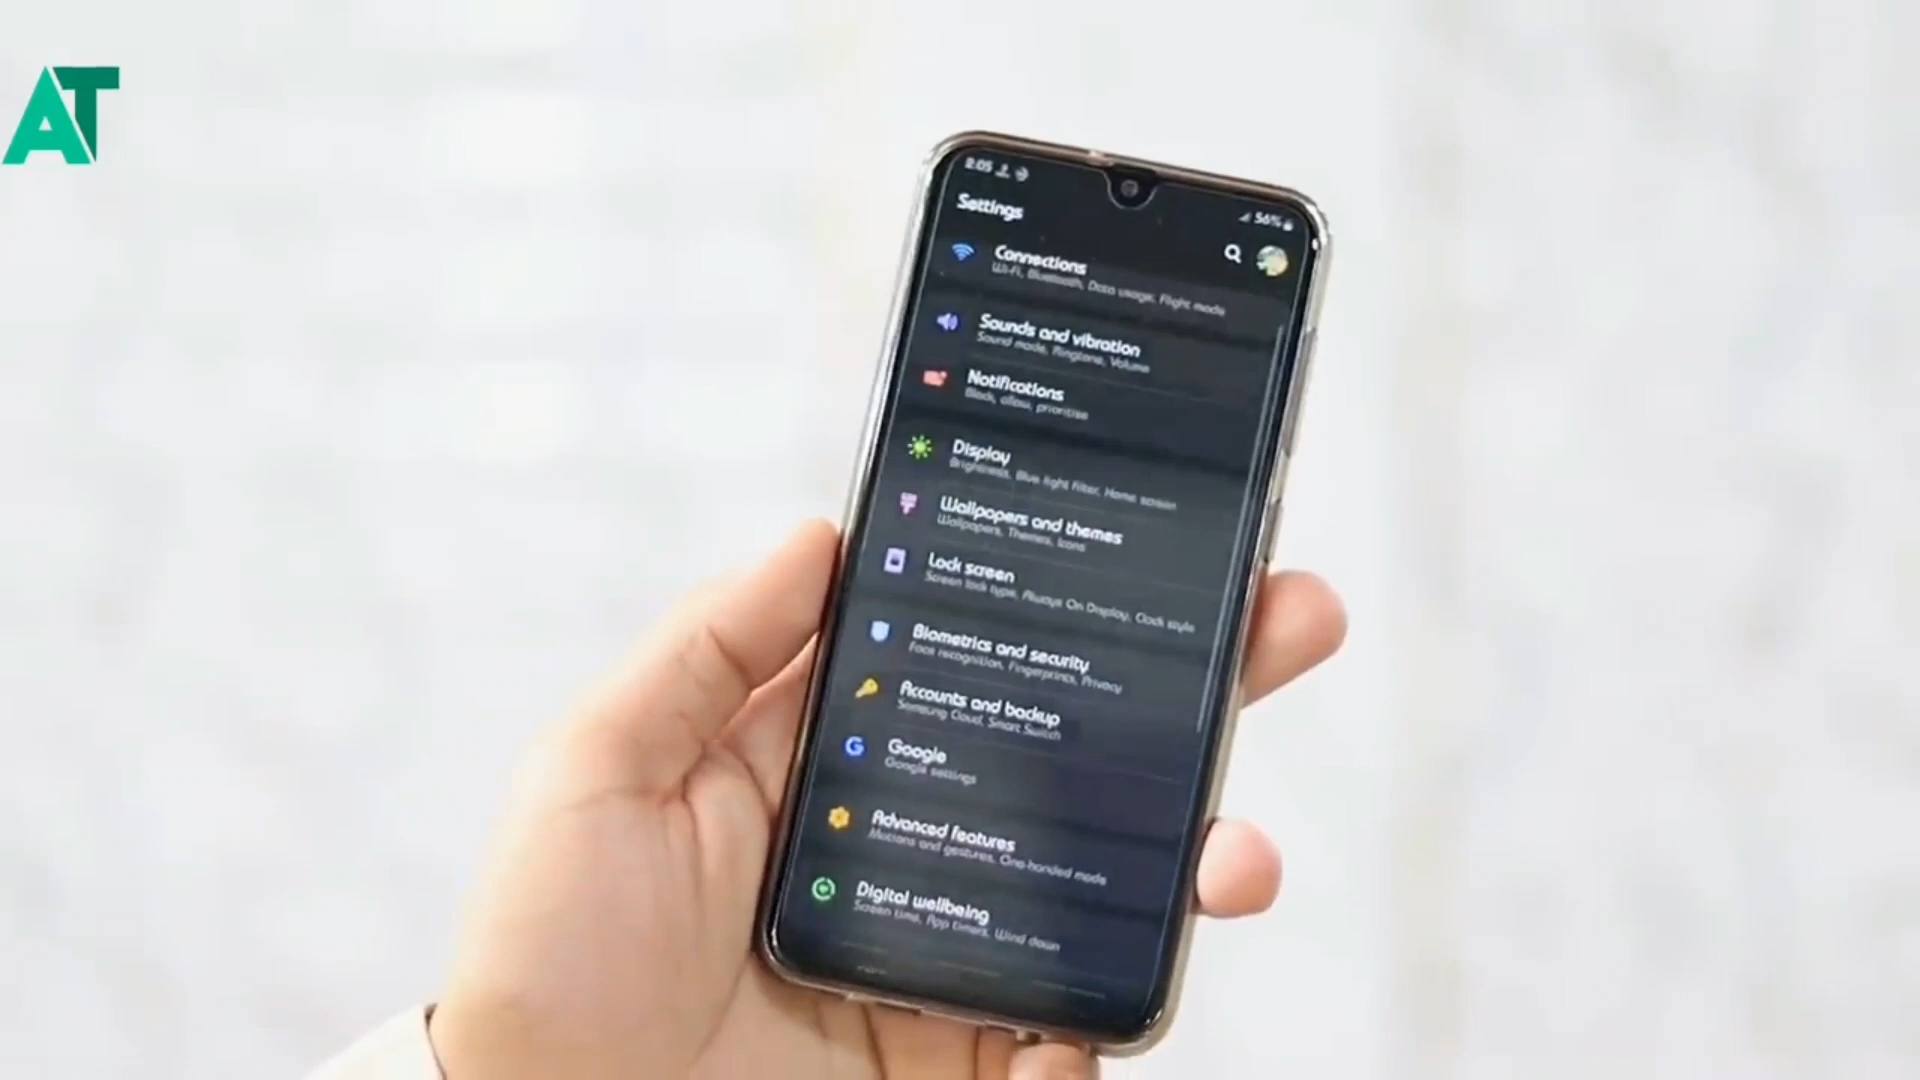 AT
2:05
56%
Settings
Connections
Wi-Fi, Bluetooth, Data usage, Flight mode
Sounds and vibration
Sound mode, Ringtone, Volume
Notifications
Block, allow, prioritise
Display
Brightness, Blue light filter, Home screen
Wallpapers and themes
Wallpapers, Themes, Icons
Lock screen
Screen lock type, Always On Display, Clock style
Biometrics and security
Face recognition, Fingerprints, Privacy
Accounts and backup
Samsung Cloud, Smart Switch
Google
Google settings
Advanced features
Motions and gestures, One-handed mode
Digital wellbeing
Screen time, App timers, Wind down